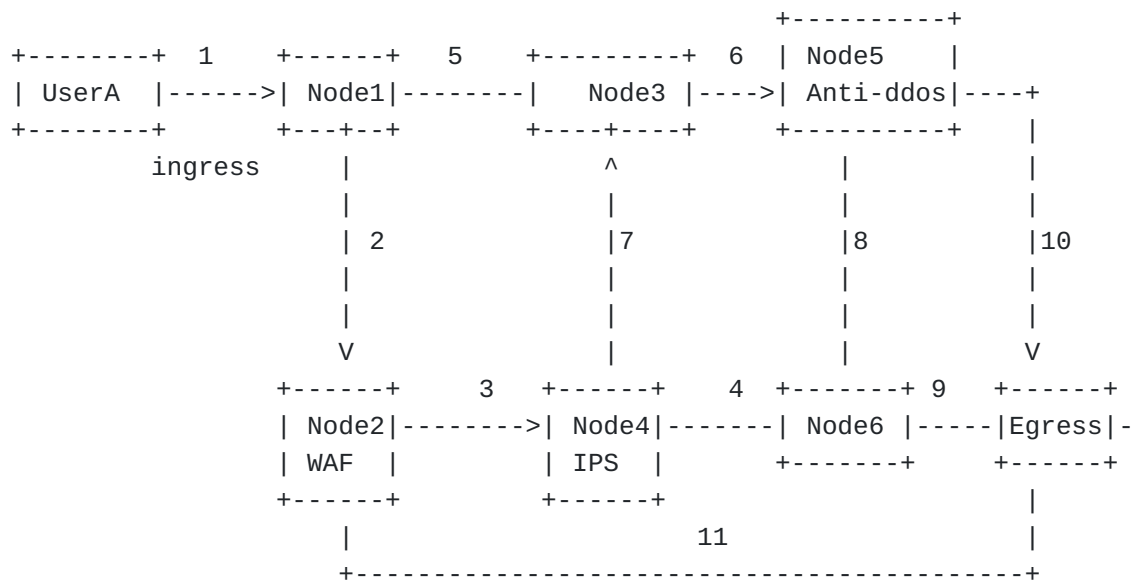 1 5 6 Node5
UserA Node1 Node3 Anti-ddos
ingress
2 7 8 10
3 4 9
Node2 Node4 Node6 Egress
WAF IPS
11